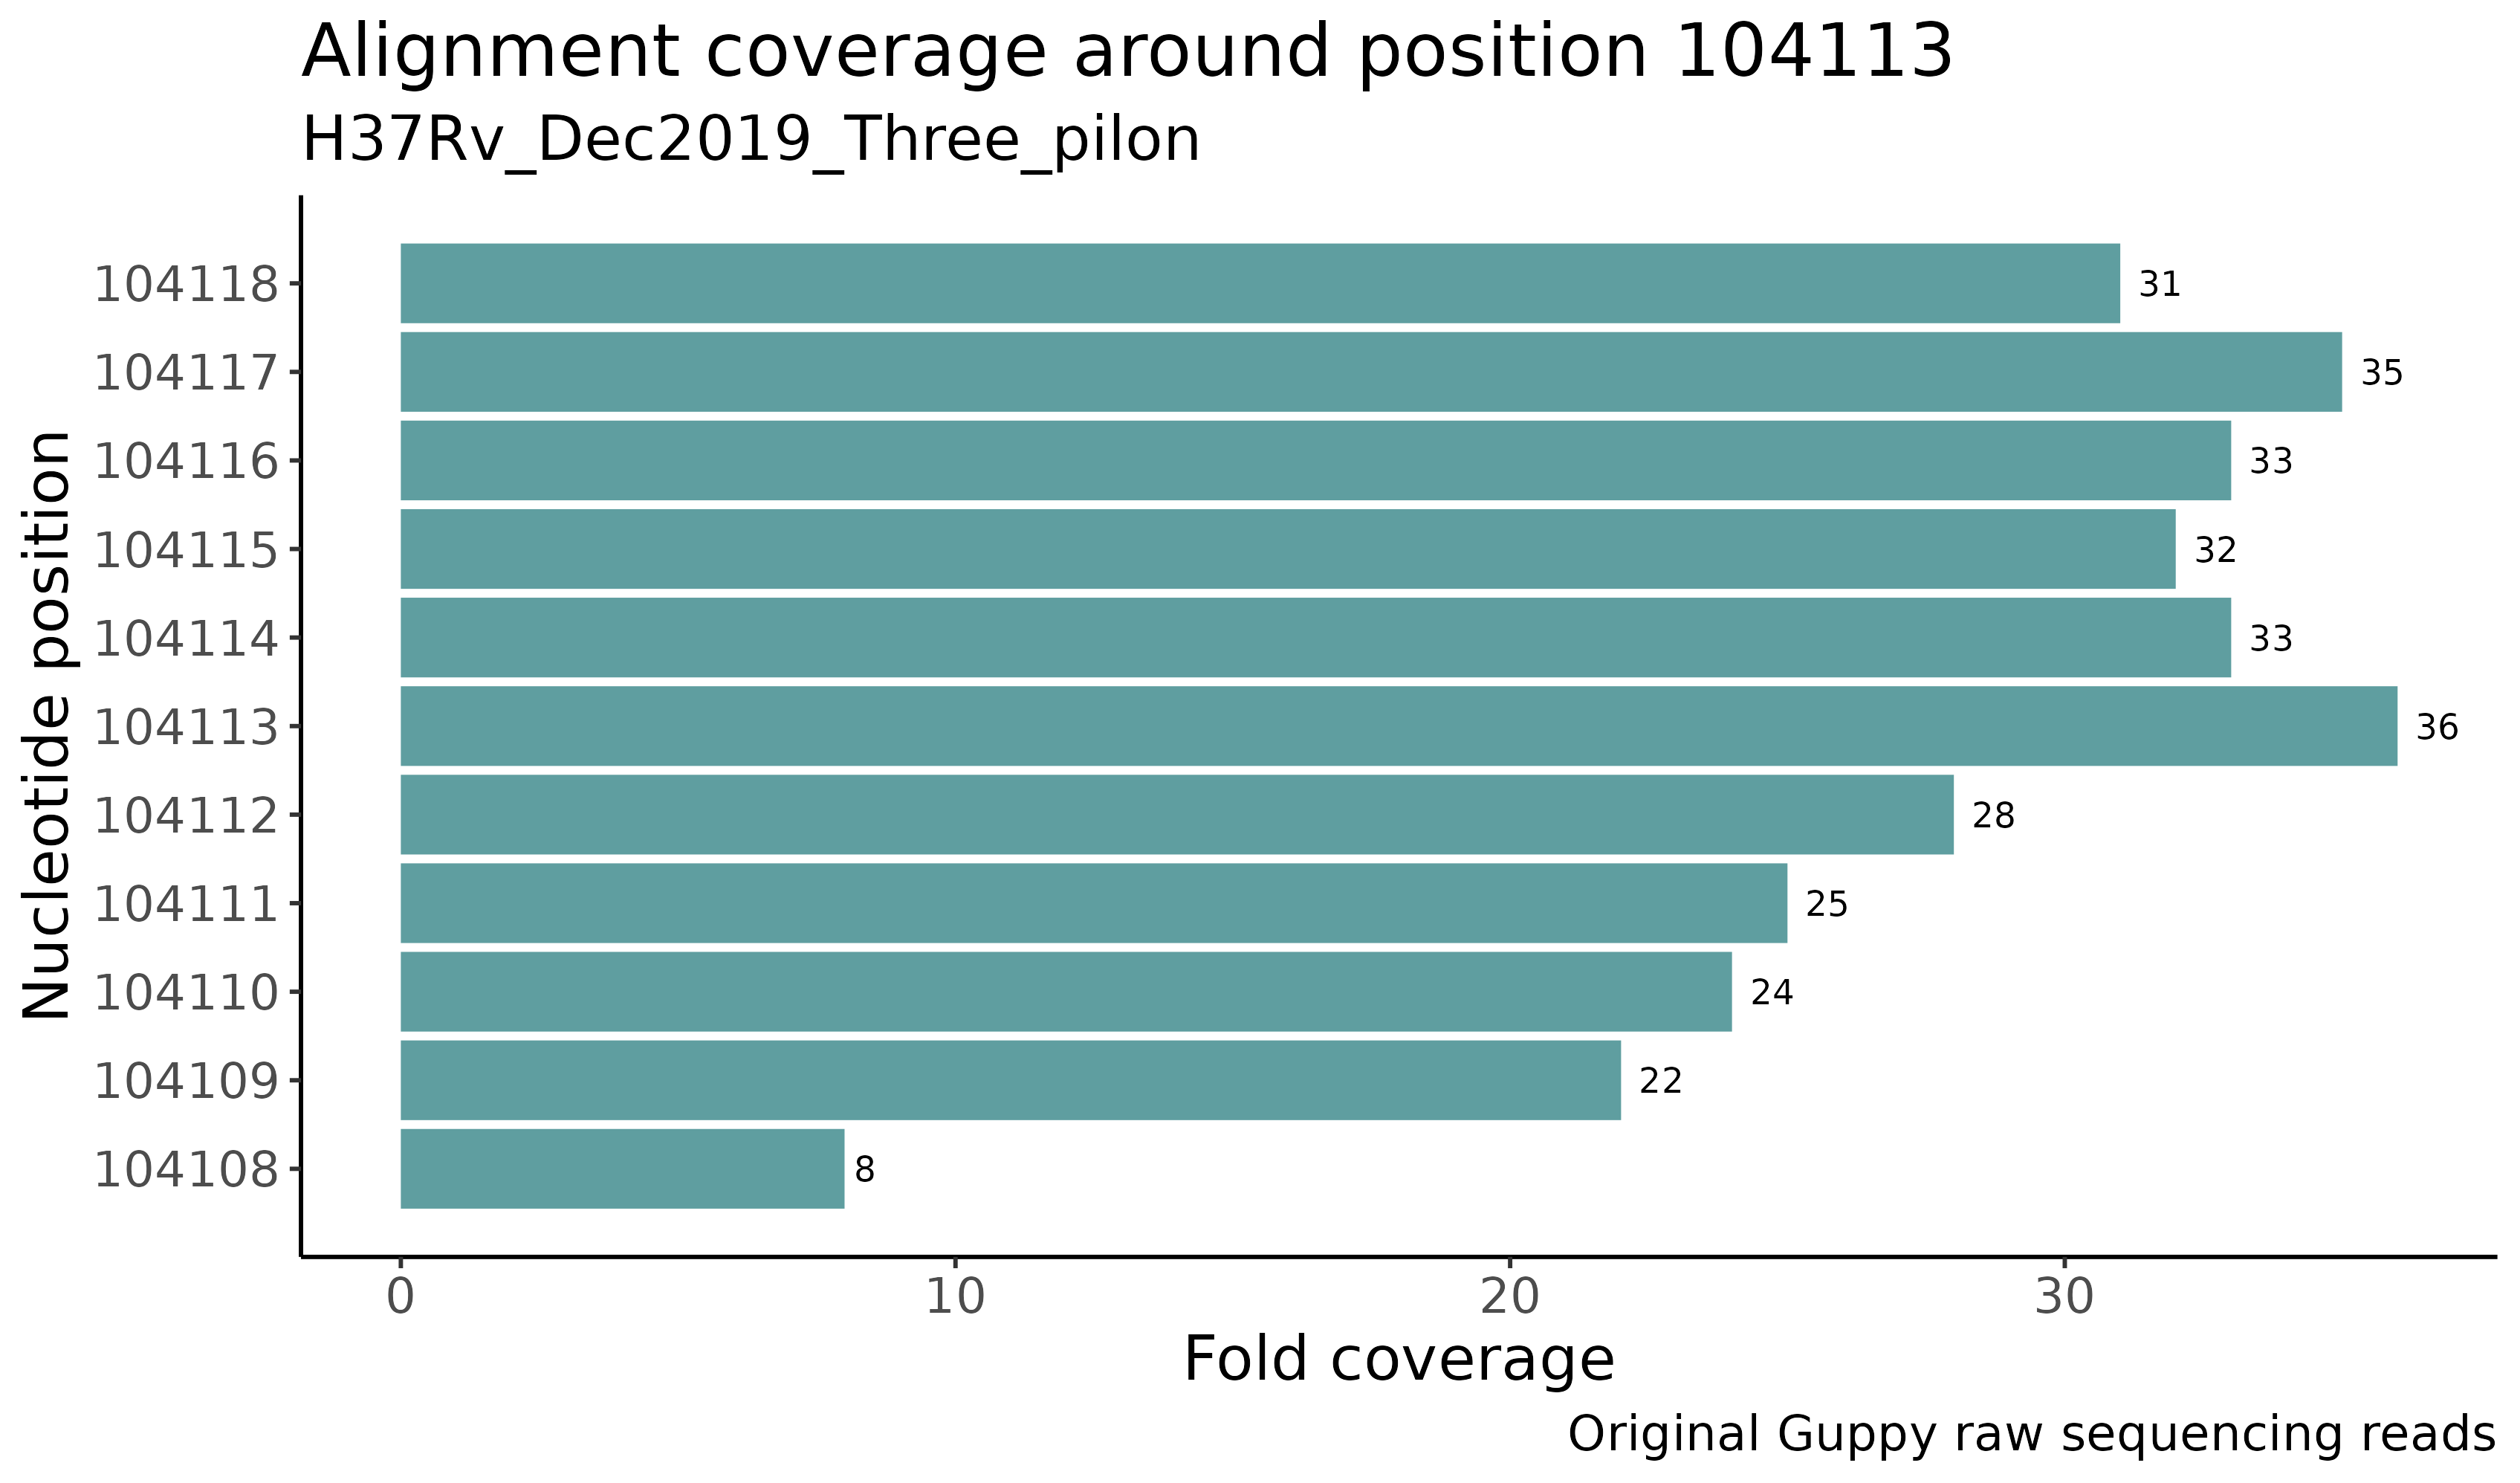 Alignment coverage around position 104113
H37Rv_Dec2019_Three_pilon
Nucleotide position
104118 31
104117 35
104116 33
104115 32
104114 33
104113 36
104112 28
104111 25
104110 24
104109 22
104108 8
0 10 20 30
Fold coverage
Original Guppy raw sequencing reads